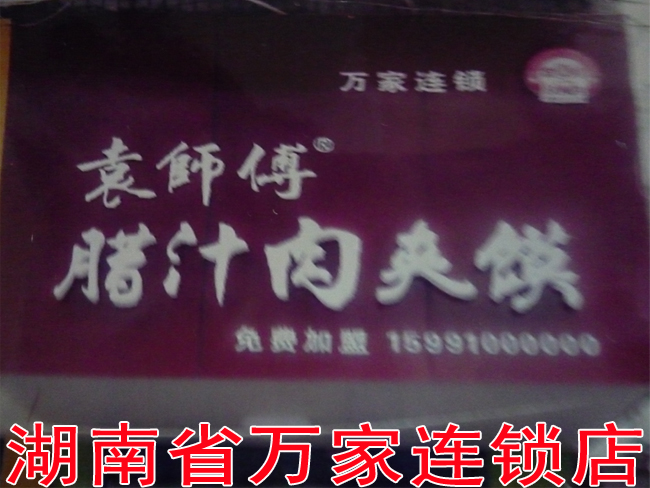 万家连锁
袁師傅®
腊汁肉夹馍
免费加盟 15991000000
湖南省万家连锁店